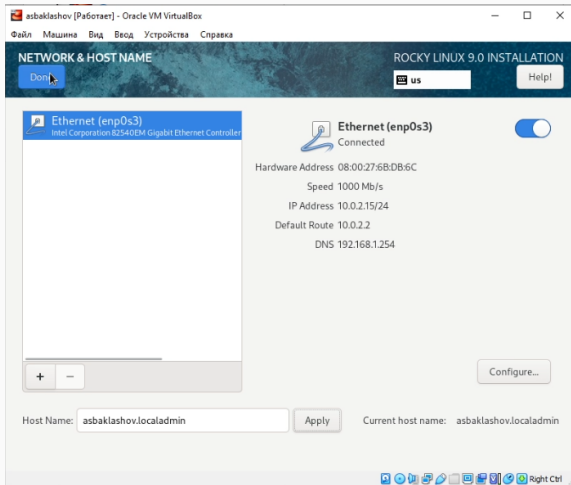 asbaklashov [Работает] - Oracle VM VirtualBox
Файл Машина Вид Ввод Устройства Справка
NETWORK & HOST NAME
ROCKY LINUX 9.0 INSTALLATION
Done
us
Help!
Ethernet (enp0s3)
Intel Corporation 82540EM Gigabit Ethernet Controller
Ethernet (enp0s3)
Connected
Hardware Address 08:00:27:6B:DB:6C
Speed 1000 Mb/s
IP Address 10.0.2.15/24
Default Route 10.0.2.2
DNS 192.168.1.254
+ −
Configure...
Host Name: asbaklashov.localadmin Apply Current host name: asbaklashov.localadmin
Right Ctrl